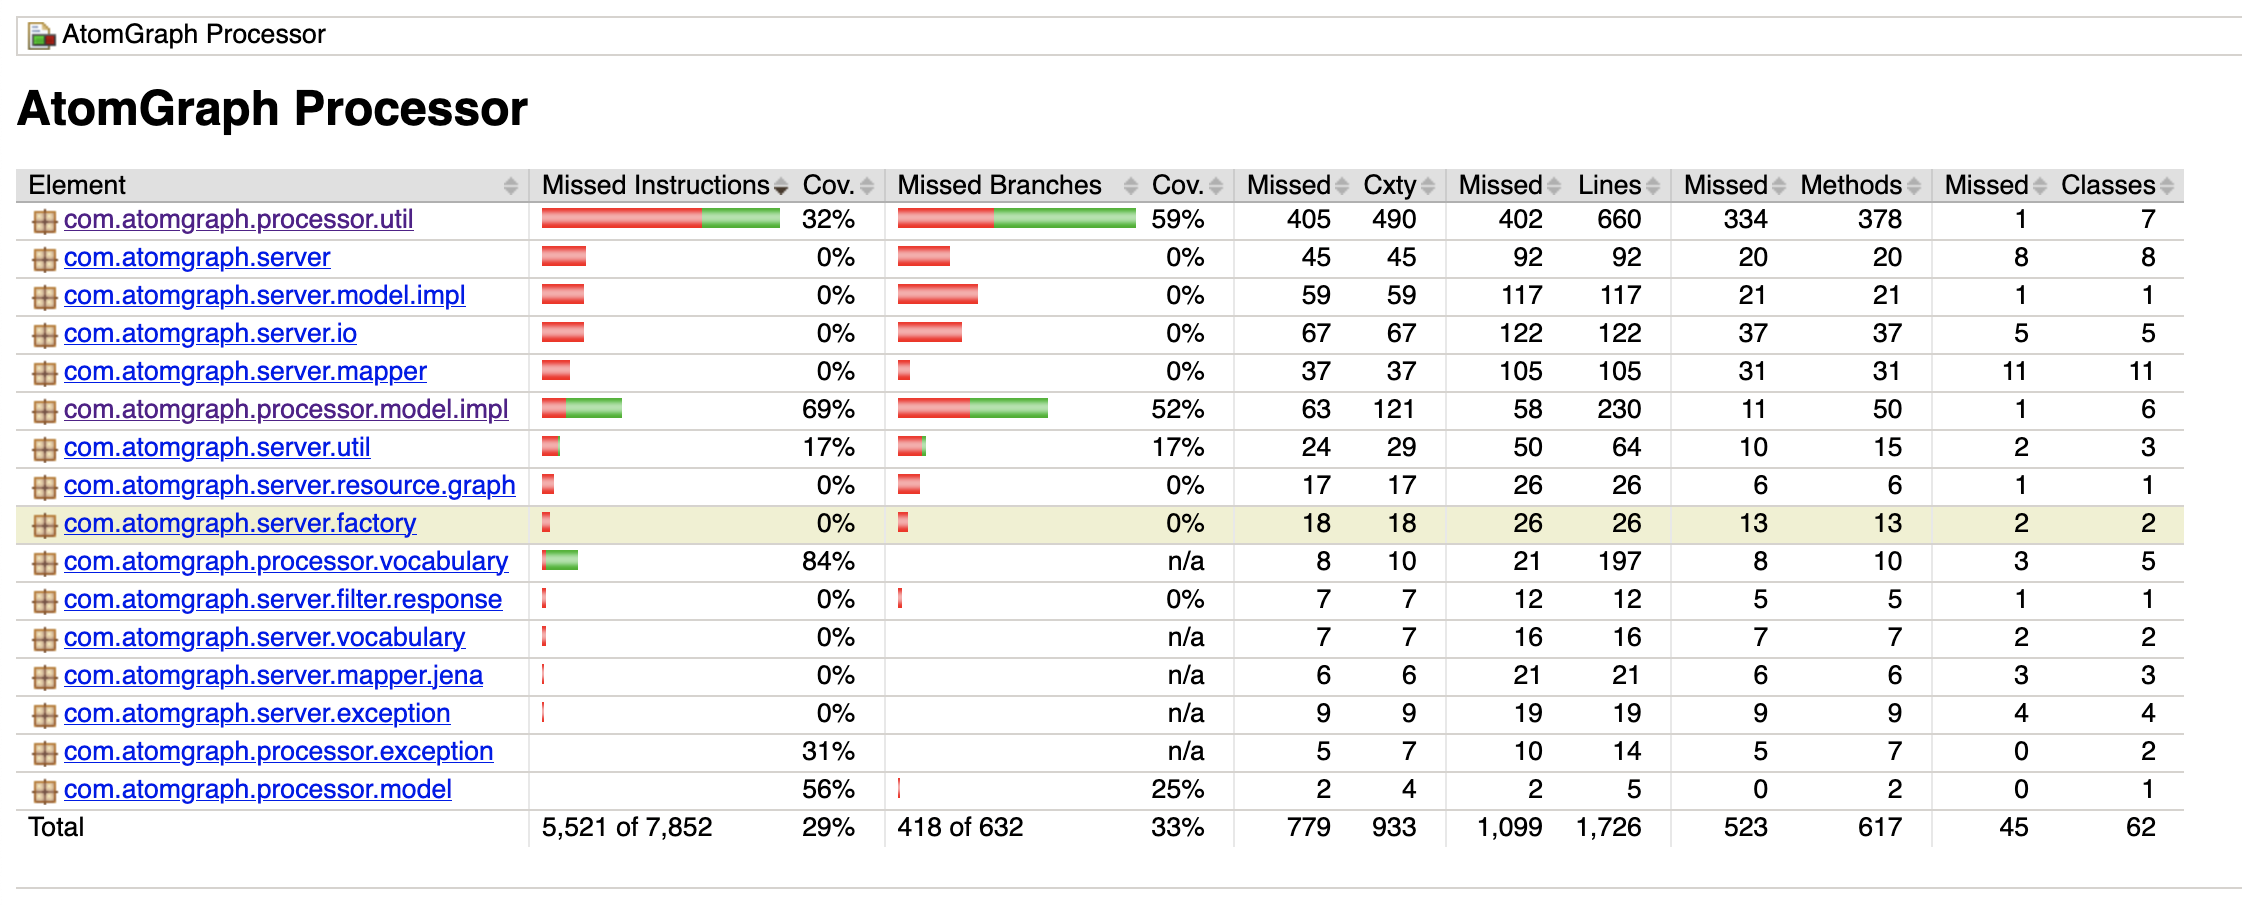 AtomGraph Processor
AtomGraph Processor
Element Missed Instructions Cov. Missed Branches Cov. Missed Cxty Missed Lines Missed Methods Missed Classes
com.atomgraph.processor.util 32% 59% 405 490 402 660 334 378 1 7
com.atomgraph.server 0% 0% 45 45 92 92 20 20 8 8
com.atomgraph.server.model.impl 0% 0% 59 59 117 117 21 21 1 1
com.atomgraph.server.io 0% 0% 67 67 122 122 37 37 5 5
com.atomgraph.server.mapper 0% 0% 37 37 105 105 31 31 11 11
com.atomgraph.processor.model.impl 69% 52% 63 121 58 230 11 50 1 6
com.atomgraph.server.util 17% 17% 24 29 50 64 10 15 2 3
com.atomgraph.server.resource.graph 0% 0% 17 17 26 26 6 6 1 1
com.atomgraph.server.factory 0% 0% 18 18 26 26 13 13 2 2
com.atomgraph.processor.vocabulary 84% n/a 8 10 21 197 8 10 3 5
com.atomgraph.server.filter.response 0% 0% 7 7 12 12 5 5 1 1
com.atomgraph.server.vocabulary 0% n/a 7 7 16 16 7 7 2 2
com.atomgraph.server.mapper.jena 0% n/a 6 6 21 21 6 6 3 3
com.atomgraph.server.exception 0% n/a 9 9 19 19 9 9 4 4
com.atomgraph.processor.exception 31% n/a 5 7 10 14 5 7 0 2
com.atomgraph.processor.model 56% 25% 2 4 2 5 0 2 0 1
Total 5,521 of 7,852 29% 418 of 632 33% 779 933 1,099 1,726 523 617 45 62